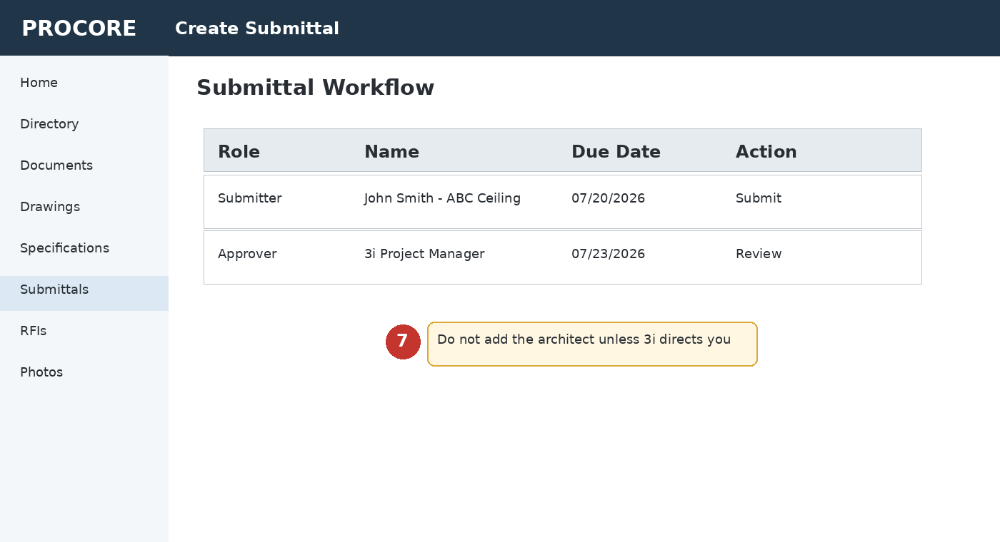 PROCORE
Create Submittal
Home
Directory
Documents
Drawings
Specifications
Submittals
RFIs
Photos
Submittal Workflow
Role Name Due Date Action
Submitter John Smith - ABC Ceiling 07/20/2026 Submit
Approver 3i Project Manager 07/23/2026 Review
7 Do not add the architect unless 3i directs you